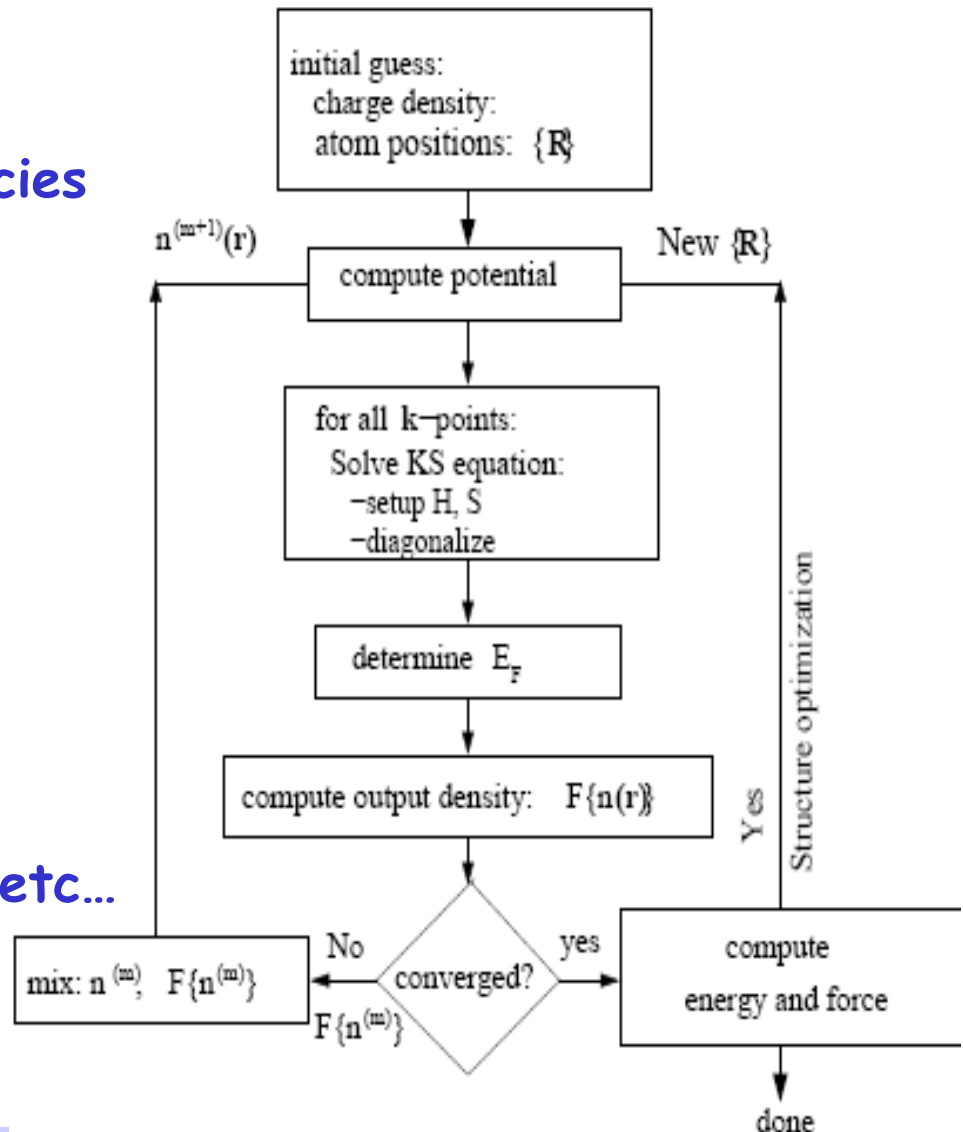 initial guess:
charge density:
atom positions: {R}
cies
n^(m+1)(r)
New {R}
compute potential
for all k-points:
Solve KS equation:
-setup H, S
-diagonalize
determine E_F
Structure optimization
Yes
compute output density: F{n(r)}
etc...
No
yes
mix: n^(m), F{n^(m)}
converged?
F{n^(m)}
compute
energy and force
done